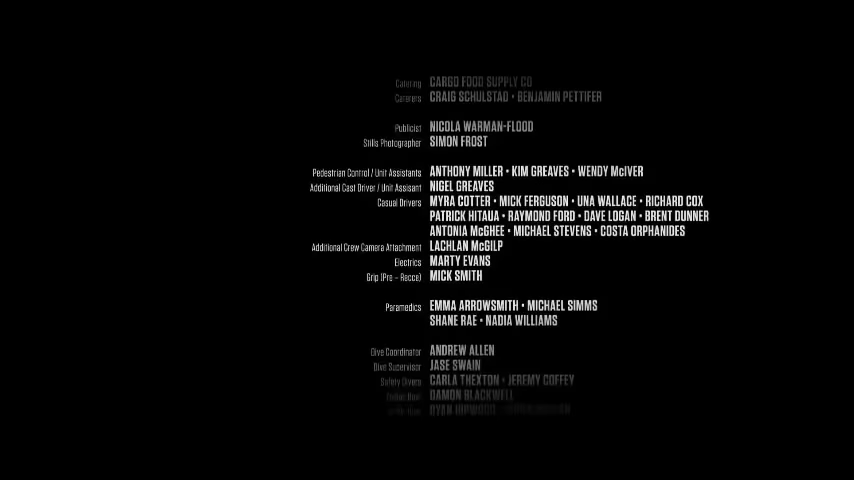 Catering CARGO FOOD SUPPLY CO
Caterers CRAIG SCHULSTAD • BENJAMIN PETTIFER
Publicist NICOLA WARMAN-FLOOD
Stills Photographer SIMON FROST
Pedestrian Control / Unit Assistants ANTHONY MILLER • KIM GREAVES • WENDY McIVER
Additional Cast Driver / Unit Assisant NIGEL GREAVES
Casual Drivers MYRA COTTER • MICK FERGUSON • UNA WALLACE • RICHARD COX
PATRICK HITAUA • RAYMOND FORD • DAVE LOGAN • BRENT DUNNER
ANTONIA McGHEE • MICHAEL STEVENS • COSTA ORPHANIDES
Additional Crew Camera Attachment LACHLAN McGILP
Electrics MARTY EVANS
Grip (Pre – Recce) MICK SMITH
Paramedics EMMA ARROWSMITH • MICHAEL SIMMS
SHANE RAE • NADIA WILLIAMS
Dive Coordinator ANDREW ALLEN
Dive Supervisor JASE SWAIN
Safety Divers CARLA THEXTON • JEREMY COFFEY
DAMON BLACKWELL
RYAN HOPWOOD